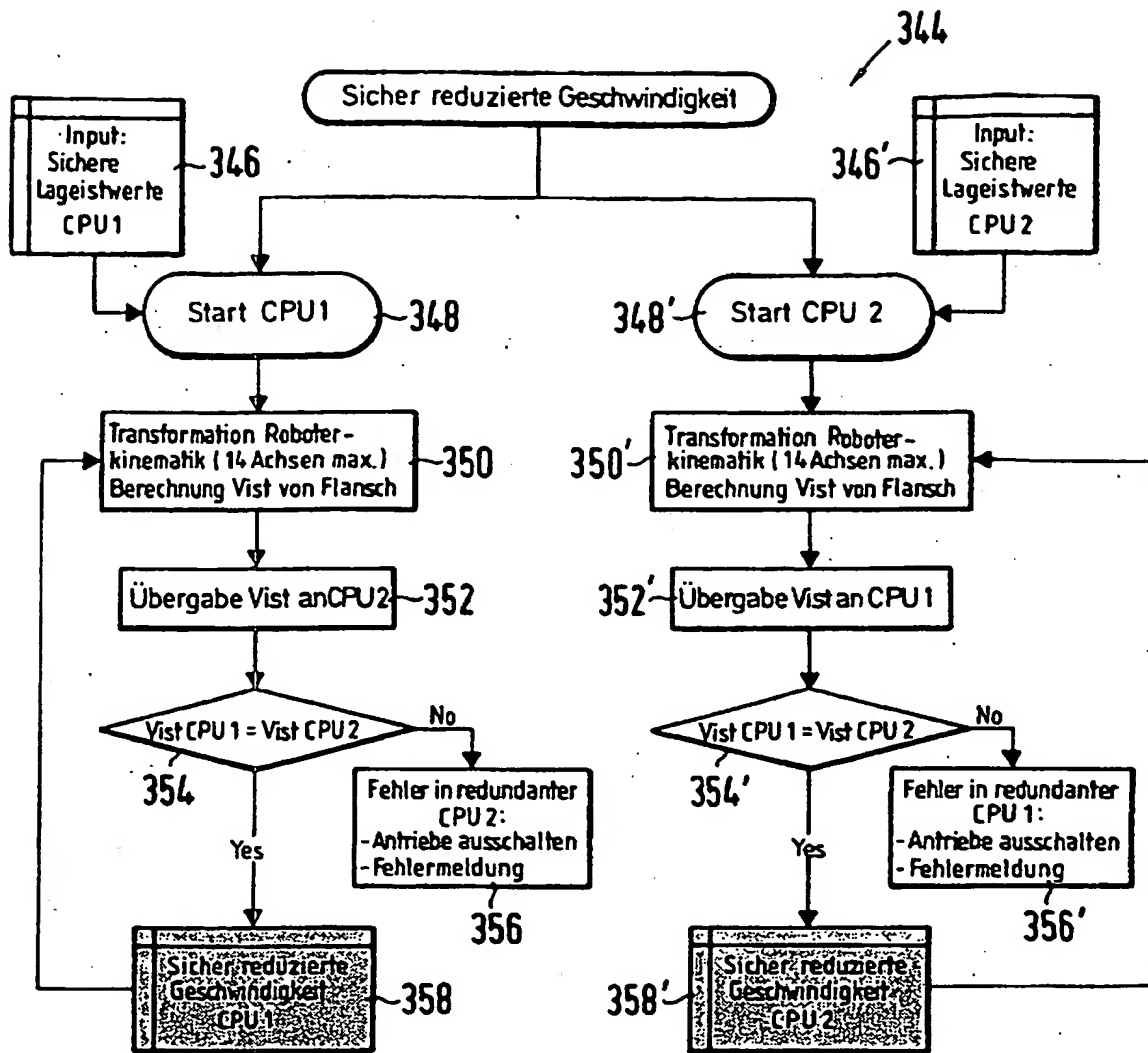 344
Sicher reduzierte Geschwindigkeit
Input:
Sichere
Lageistwerte
CPU1
346
346'
Input:
Sichere
Lageistwerte
CPU 2
Start CPU1
348
348'
Start CPU 2
Transformation Roboter-
kinematik (14 Achsen max.)
Berechnung Vist von Flansch
350
350'
Transformation Roboter-
kinematik (14 Achsen max.)
Berechnung Vist von Flansch
Übergabe Vist an CPU2
352
352'
Übergabe Vist an CPU1
Vist CPU 1 = Vist CPU 2
No
354
Yes
Fehler in redundanter
CPU 2:
- Antriebe ausschalten
- Fehlermeldung
356
Vist CPU 1 = Vist CPU 2
No
354'
Yes
Fehler in redundanter
CPU 1:
- Antriebe ausschalten
- Fehlermeldung
356'
Sicher reduzierte
Geschwindigkeit
CPU 1
358
358'
Sicher reduzierte
Geschwindigkeit
CPU 2